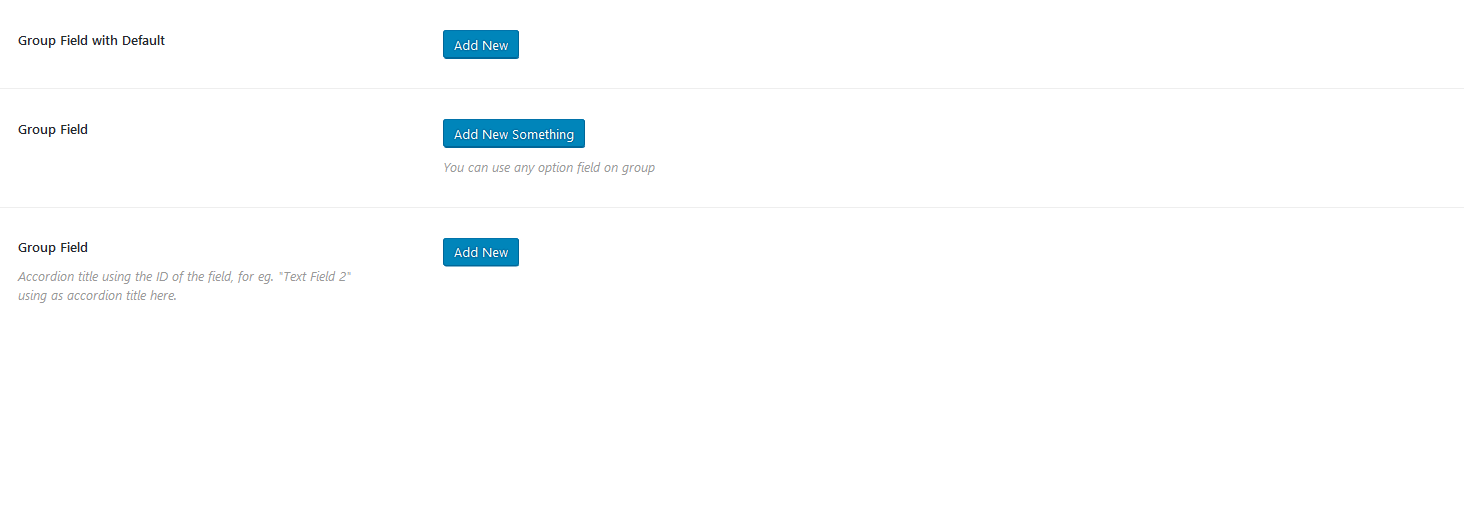 Group Field with Default
Add New
Group Field
Add New Something
You can use any option field on group
Group Field
Add New
Accordion title using the ID of the field, for eg. "Text Field 2"
using as accordion title here.